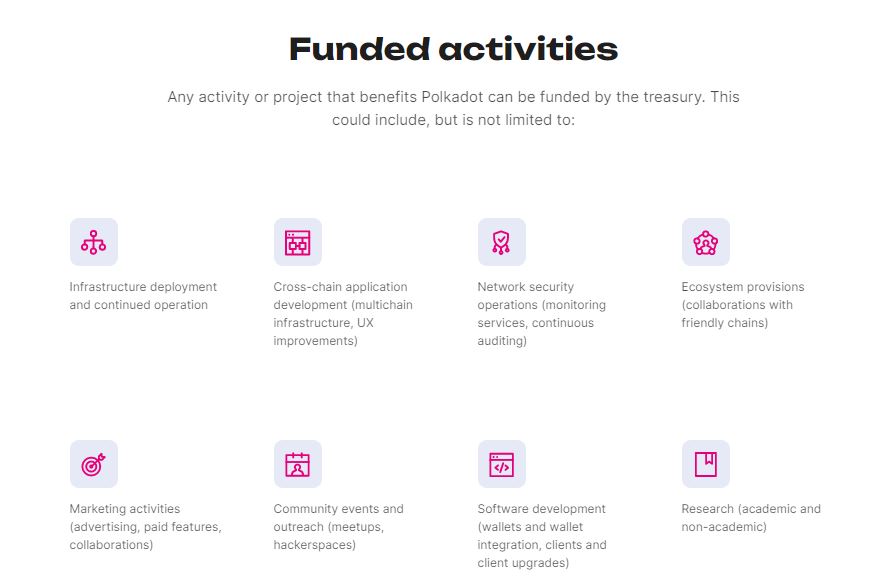 Funded activities
Any activity or project that benefits Polkadot can be funded by the treasury. This
could include, but is not limited to:
Infrastructure deployment
and continued operation
Cross-chain application
development (multichain
infrastructure, UX
improvements)
Network security
operations (monitoring
services, continuous
auditing)
Ecosystem provisions
(collaborations with
friendly chains)
Marketing activities
(advertising, paid features,
collaborations)
Community events and
outreach (meetups,
hackerspaces)
Software development
(wallets and wallet
integration, clients and
client upgrades)
Research (academic and
non-academic)